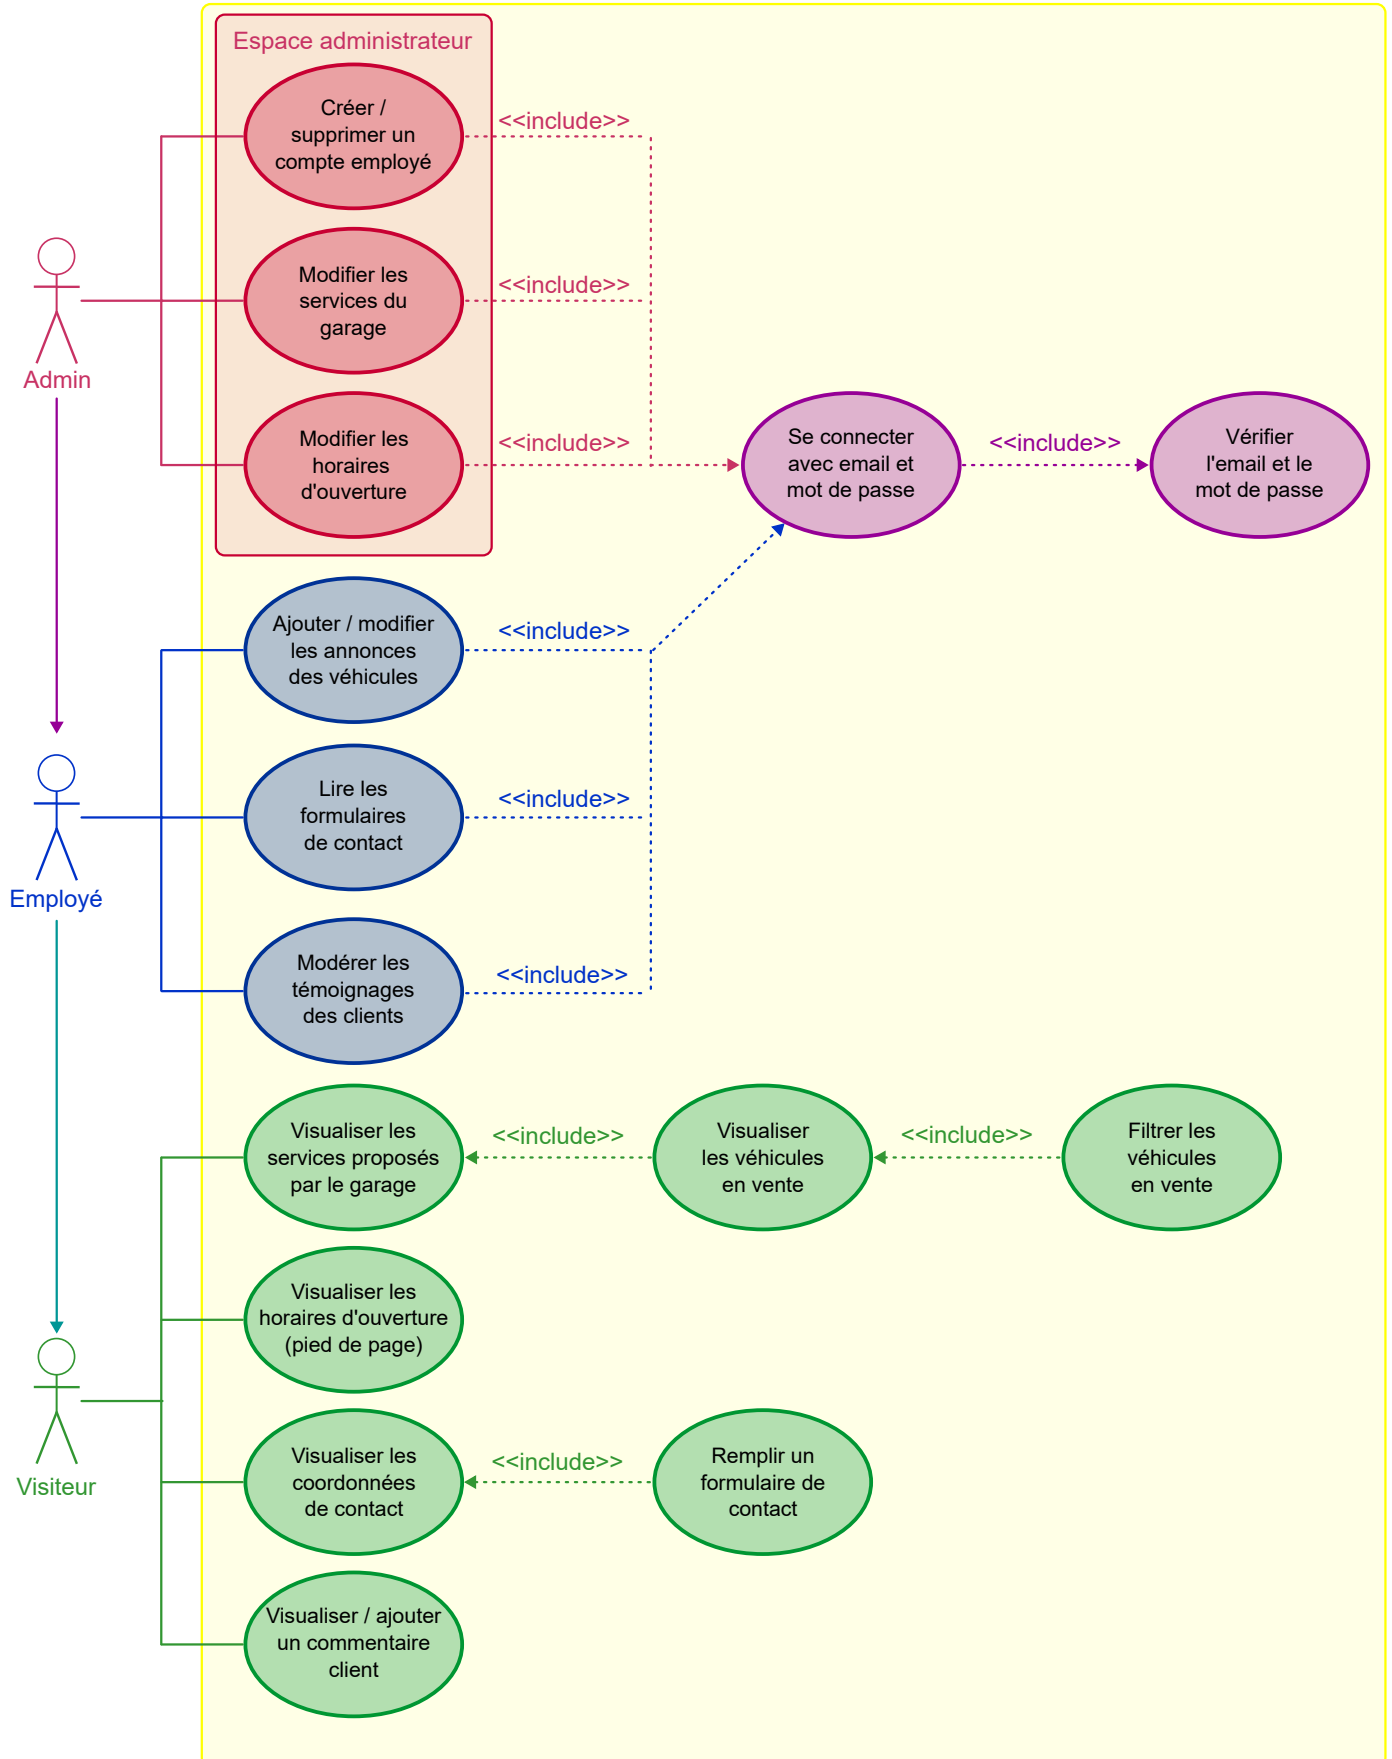 Espace administrateur
Créer /
supprimer un
compte employé
<<include>>
Modifier les
services du
garage
<<include>>
Admin
Modifier les
horaires
d'ouverture
<<include>>
Se connecter
avec email et
mot de passe
<<include>>
Vérifier
l'email et le
mot de passe
Ajouter / modifier
les annonces
des véhicules
<<include>>
Lire les
formulaires
de contact
<<include>>
Employé
Modérer les
témoignages
des clients
<<include>>
Visualiser les
services proposés
par le garage
<<include>>
Visualiser
les véhicules
en vente
<<include>>
Filtrer les
véhicules
en vente
Visualiser les
horaires d'ouverture
(pied de page)
Visiteur
Visualiser les
coordonnées
de contact
<<include>>
Remplir un
formulaire de
contact
Visualiser / ajouter
un commentaire
client